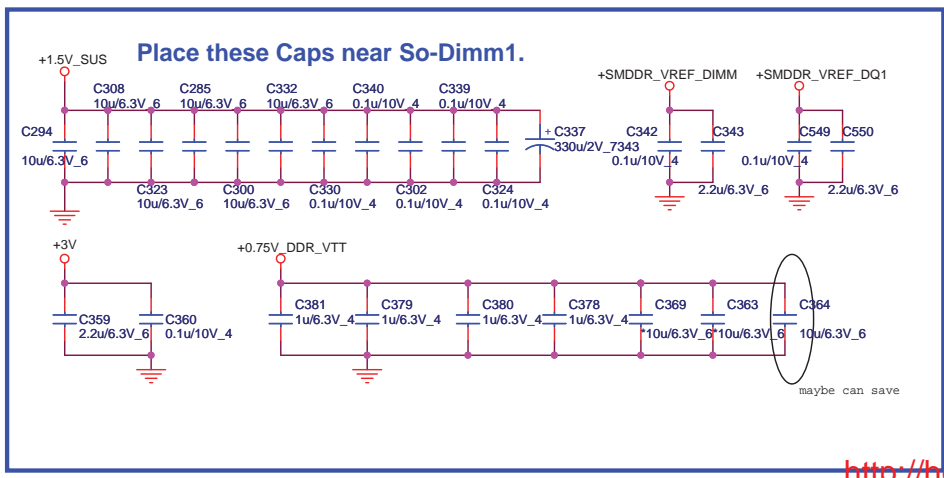 Place these Caps near So-Dimm1.
+1.5V_SUS
C308
10u/6.3V_6
C285
10u/6.3V_6
C332
10u/6.3V_6
C340
0.1u/10V_4
C339
0.1u/10V_4
C294
10u/6.3V_6
C323
10u/6.3V_6
C300
10u/6.3V_6
C330
0.1u/10V_4
C302
0.1u/10V_4
C324
0.1u/10V_4
+
C337
330u/2V_7343
+SMDDR_VREF_DIMM
C342
0.1u/10V_4
C343
2.2u/6.3V_6
+SMDDR_VREF_DQ1
C549
0.1u/10V_4
C550
2.2u/6.3V_6
+3V
C359
2.2u/6.3V_6
C360
0.1u/10V_4
+0.75V_DDR_VTT
C381
1u/6.3V_4
C379
1u/6.3V_4
C380
1u/6.3V_4
C378
1u/6.3V_4
C369
*10u/6.3V_6
C363
*10u/6.3V_6
C364
10u/6.3V_6
maybe can save